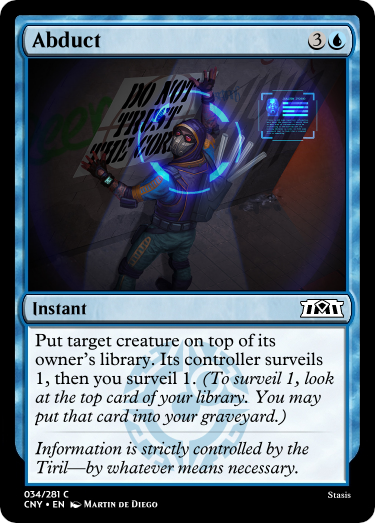 Abduct
3
DO NOT
TRUST
THE COR
Instant
Put target creature on top of its
owner's library. Its controller surveils
1, then you surveil 1. (To surveil 1, look
at the top card of your library. You may
put that card into your graveyard.)
Information is strictly controlled by the
Tiril—by whatever means necessary.
034/281 C
Stasis
CNY • EN Martin de Diego